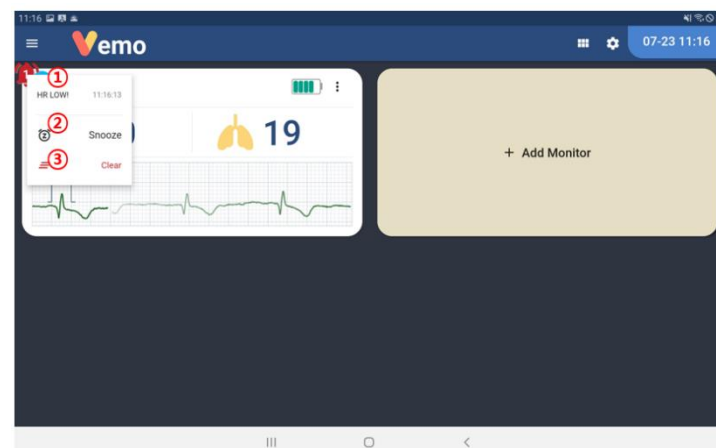 11:16
Vemo
07-23 11:16
① HR LOW! 11:16:13
② Snooze
③ Clear
19
+ Add Monitor